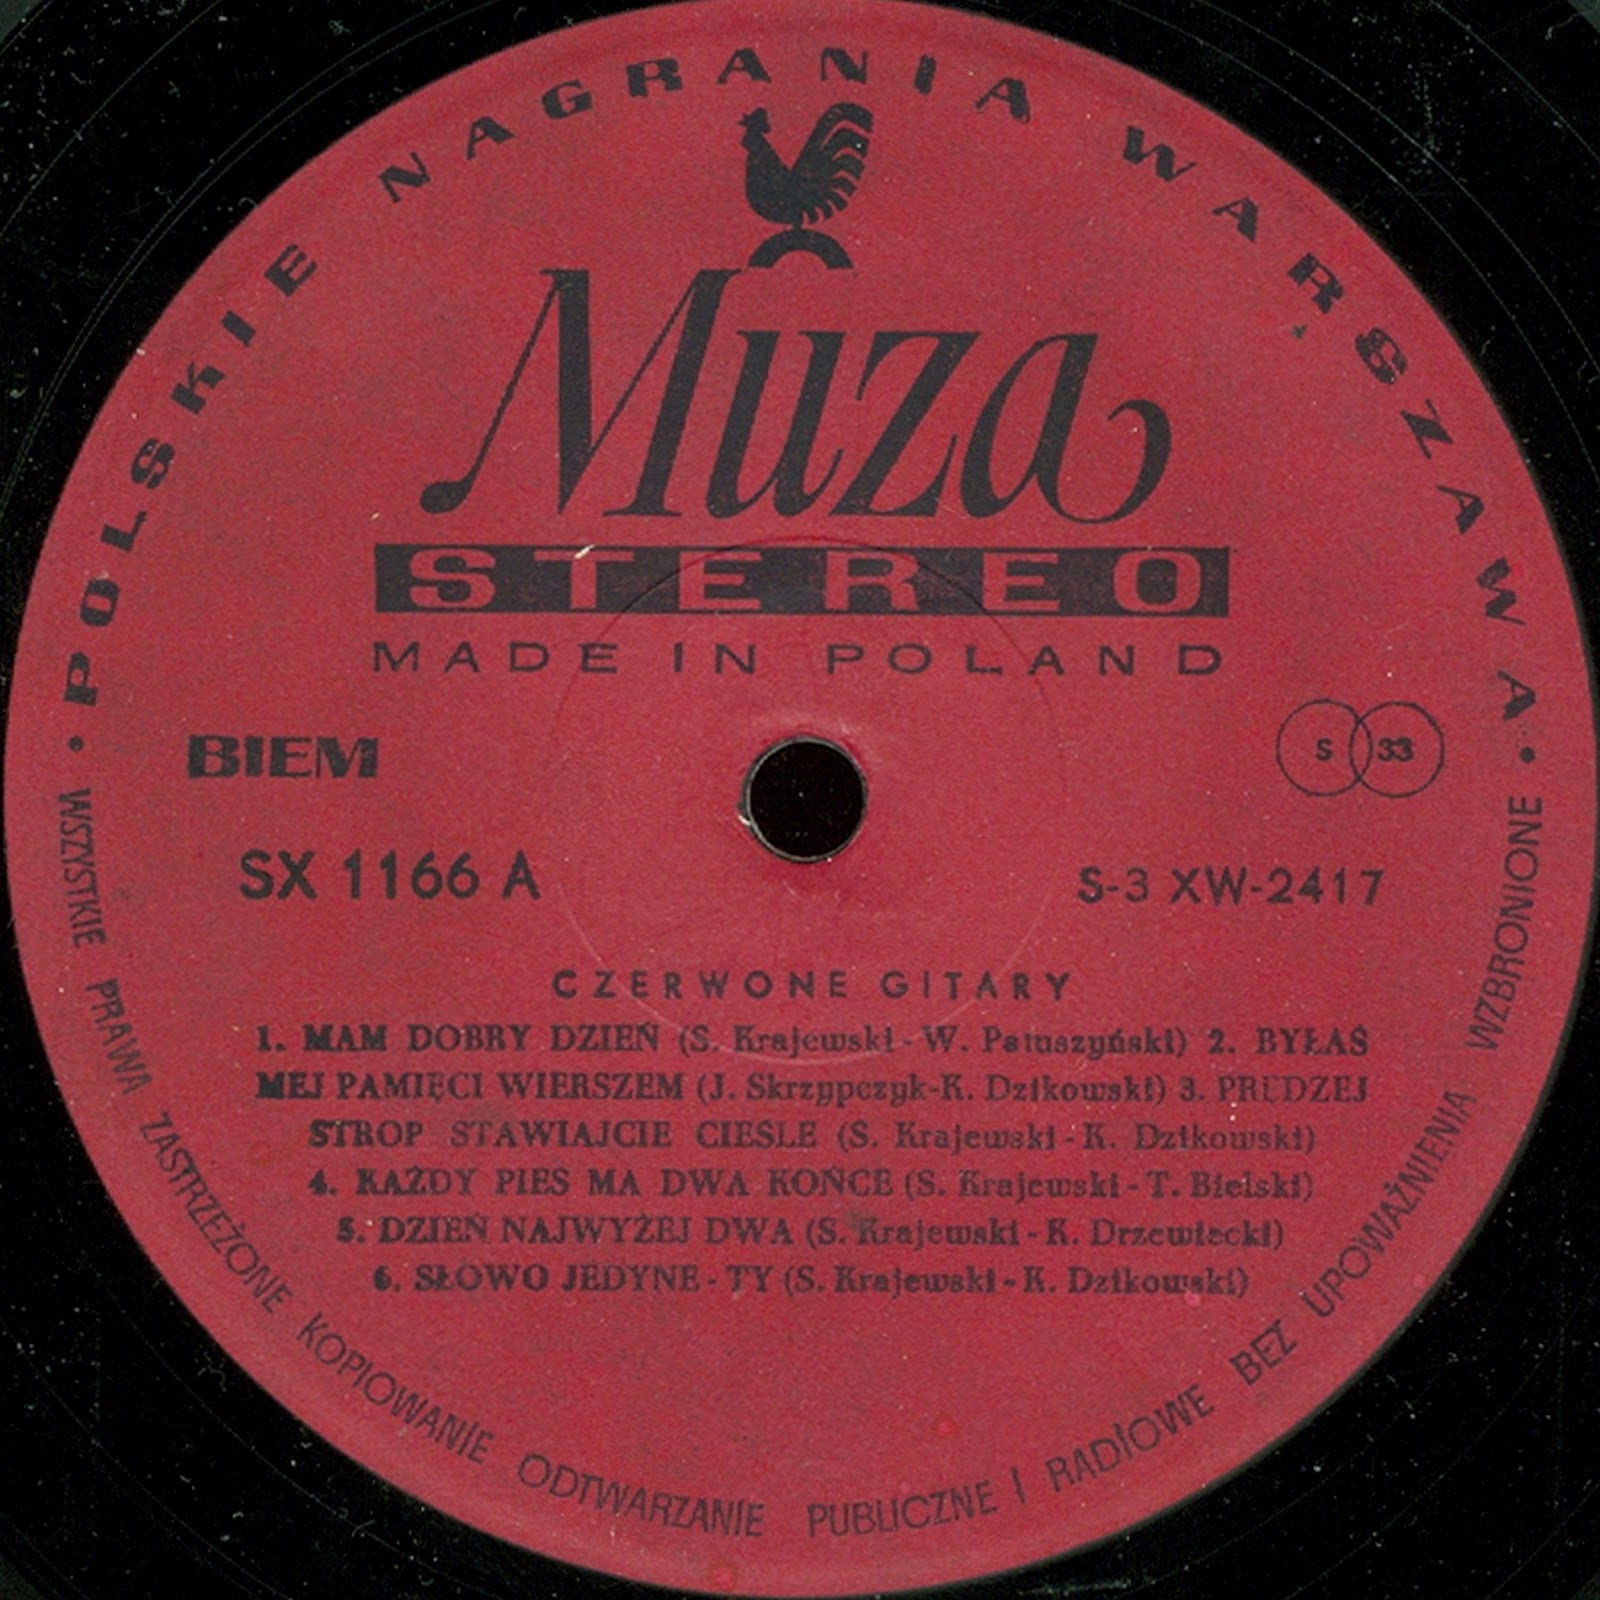 • POLSKIE NAGRANIA WARSZAWA •
Muza
STEREO
MADE IN POLAND
BIEM
S 33
SX 1166 A
S-3 XW-2417
CZERWONE GITARY
1. MAM DOBRY DZIEŃ (S. Krajewski - W. Patuszyński) 2. BYŁAŚ
MEJ PAMIĘCI WIERSZEM (J. Skrzypczyk-K. Dzikowski) 3. PRĘDZEJ
STROP STAWIAJCIE CIEŚLE (S. Krajewski - K. Dzikowski)
4. KAŻDY PIES MA DWA KOŃCE (S. Krajewski - T. Bielski)
5. DZIEŃ NAJWYŻEJ DWA (S. Krajewski - K. Drzewiecki)
6. SŁOWO JEDYNE - TY (S. Krajewski - K. Dzikowski)
WSZYSTKIE PRAWA ZASTRZEŻONE KOPIOWANIE ODTWARZANIE PUBLICZNE I RADIOWE BEZ UPOWAŻNIENIA WZBRONIONE